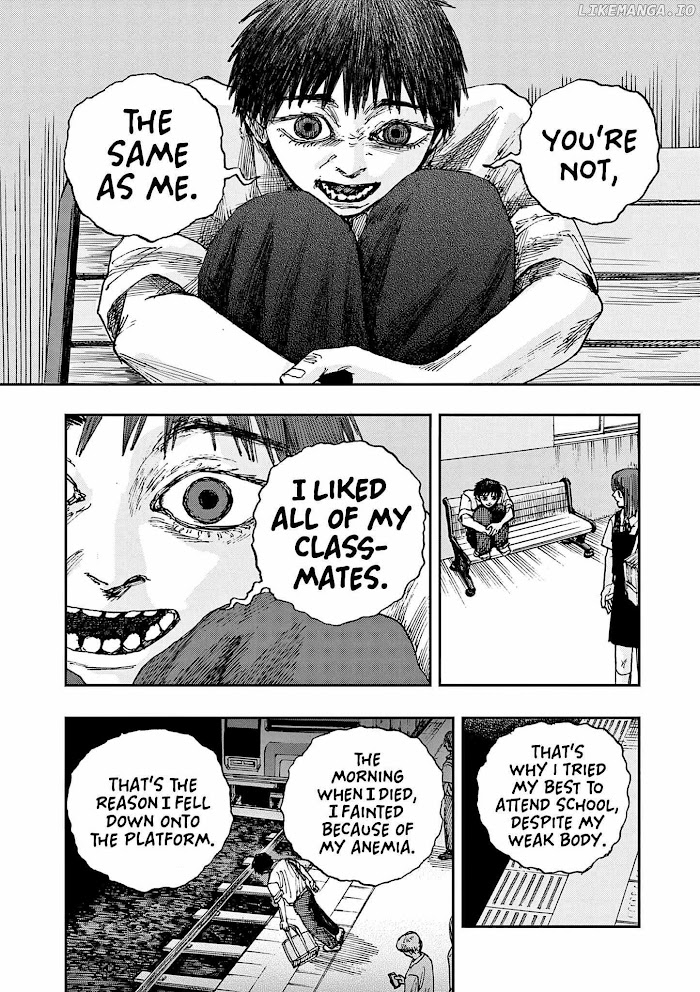 LIKEMANGA.IO
YOU'RE
NOT,
THE
SAME
AS ME.
I LIKED
ALL OF MY
CLASS-
MATES.
THAT'S
WHY I TRIED
MY BEST TO
ATTEND SCHOOL,
DESPITE MY
WEAK BODY.
THE
MORNING
WHEN I DIED,
I FAINTED
BECAUSE OF
MY ANEMIA.
THAT'S THE
REASON I FELL
DOWN ONTO
THE PLATFORM.